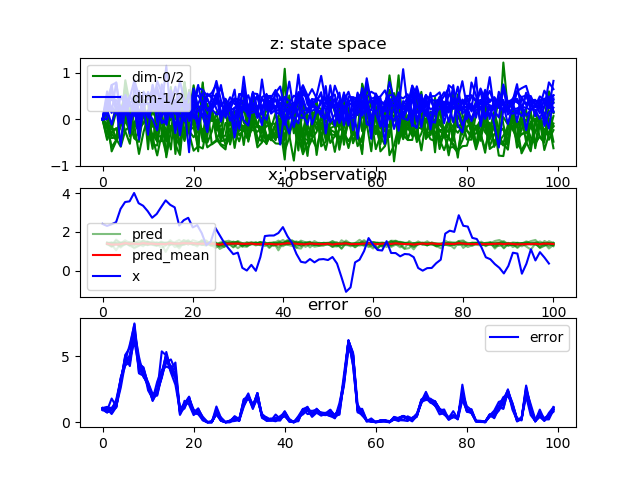 z: state space
1
0
−1
dim-0/2
dim-1/2
0 20 40 60 80 100
x: observation
4
2
0
pred
pred_mean
x
0 20 40 60 80 100
error
5
0
error
0 20 40 60 80 100